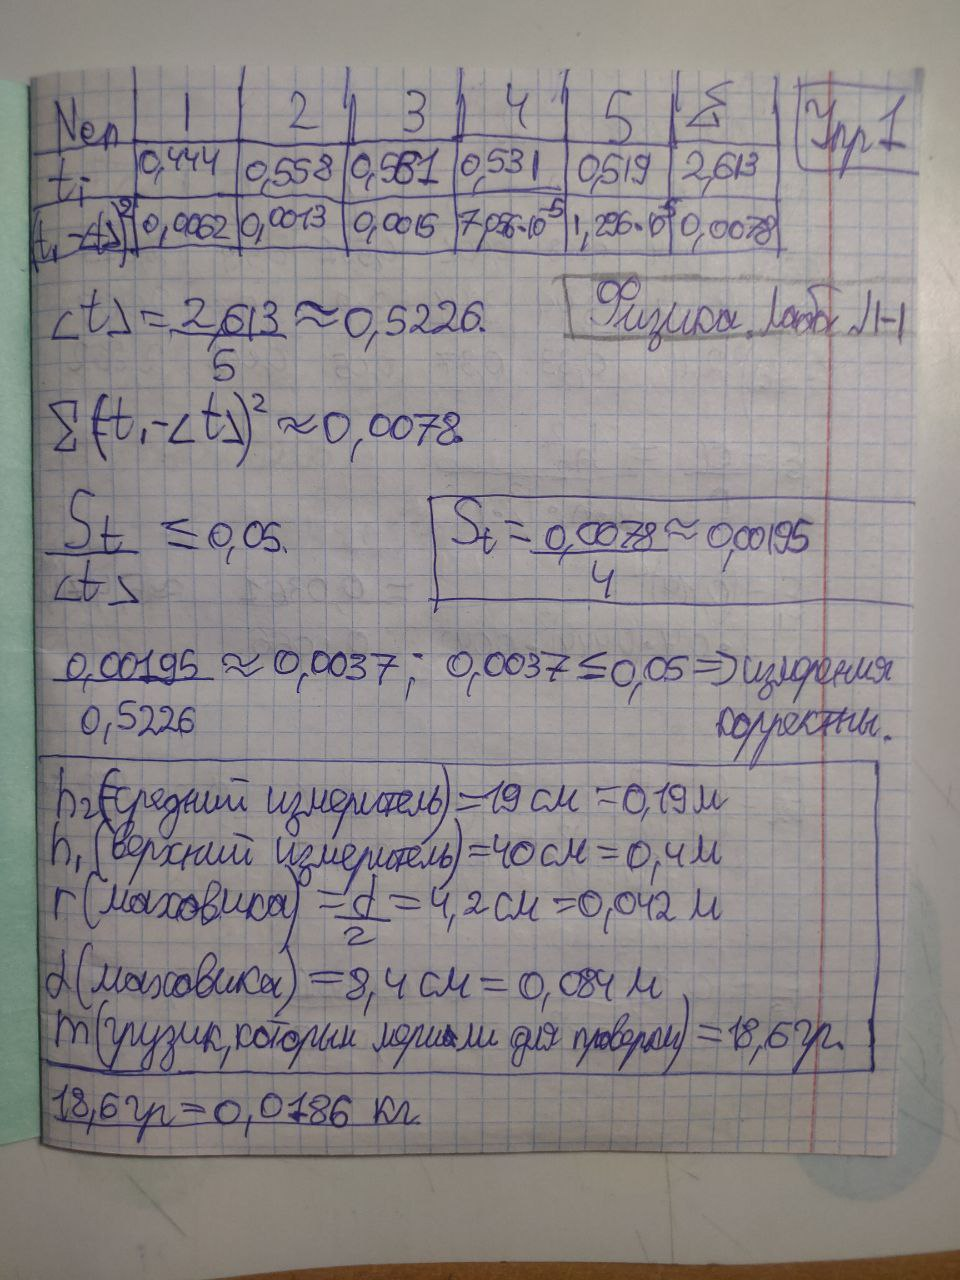 Nоп 1 2 3 4 5 Σ
Упр 1
ti 0,444 0,558 0,561 0,531 0,519 2,613
(ti-<t>)² 0,0062 0,0013 0,0015 7,056·10⁻⁵ 1,296·10⁻⁵ 0,0078
<t> = 2,613/5 ≈ 0,5226.
Физика. Лаб. Л-1
Σ(ti-<t>)² ≈ 0,0078.
St/<t> ≤ 0,05.
St = 0,0078/4 ≈ 0,00195
0,00195/0,5226 ≈ 0,0037; 0,0037 ≤ 0,05 => измерения
корректны.
h₂(средний измеритель) = 19 см = 0,19 м
h₁(верхний измеритель) = 40 см = 0,4 м
r(маховика) = d/2 = 4,2 см = 0,042 м
d(маховика) = 8,4 см = 0,084 м
m(грузик, которым меряли для проверки) = 18,6 гр.
18,6 гр = 0,0186 кг.